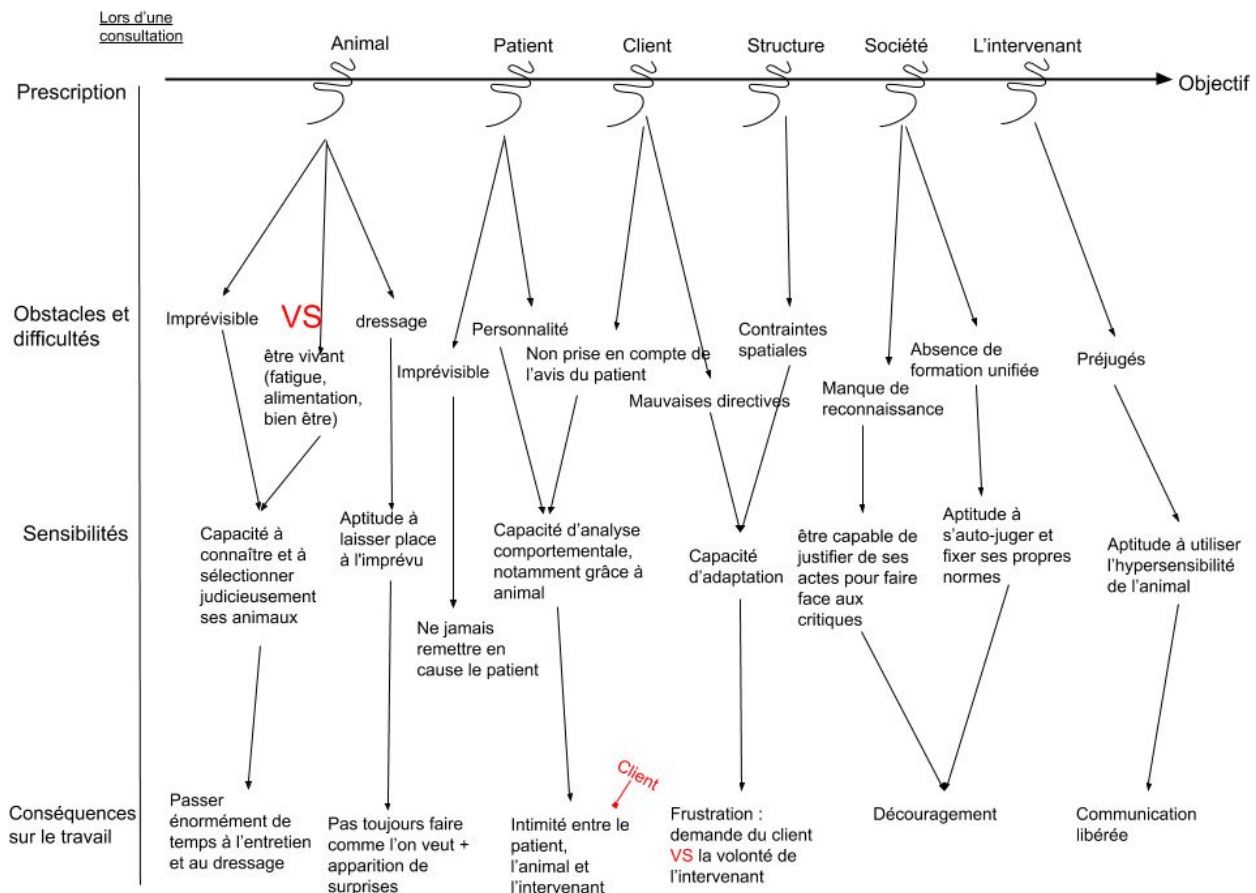 Lors d'une
consultation
Animal
Patient
Client
Structure
Société
L'intervenant
Prescription
Objectif
Obstacles et
difficultés
Imprévisible
VS
être vivant
(fatigue,
alimentation,
bien être)
dressage
Imprévisible
Personnalité
Non prise en compte de
l'avis du patient
Mauvaises directives
Contraintes
spatiales
Manque de
reconnaissance
Absence de
formation unifiée
Préjugés
Sensibilités
Capacité à
connaître et à
sélectionner
judicieusement
ses animaux
Aptitude à
laisser place
à l'imprévu
Ne jamais
remettre en
cause le patient
Capacité d'analyse
comportementale,
notamment grâce à
animal
Capacité
d'adaptation
être capable de
justifier de ses
actes pour faire
face aux
critiques
Aptitude à
s'auto-juger et
fixer ses propres
normes
Aptitude à utiliser
l'hypersensibilité
de l'animal
Conséquences
sur le travail
Passer
énormément de
temps à l'entretien
et au dressage
Pas toujours faire
comme l'on veut +
apparition de
surprises
Client
Intimité entre le
patient,
l'animal et
l'intervenant
Frustration :
demande du client
VS la volonté de
l'intervenant
Découragement
Communication
libérée